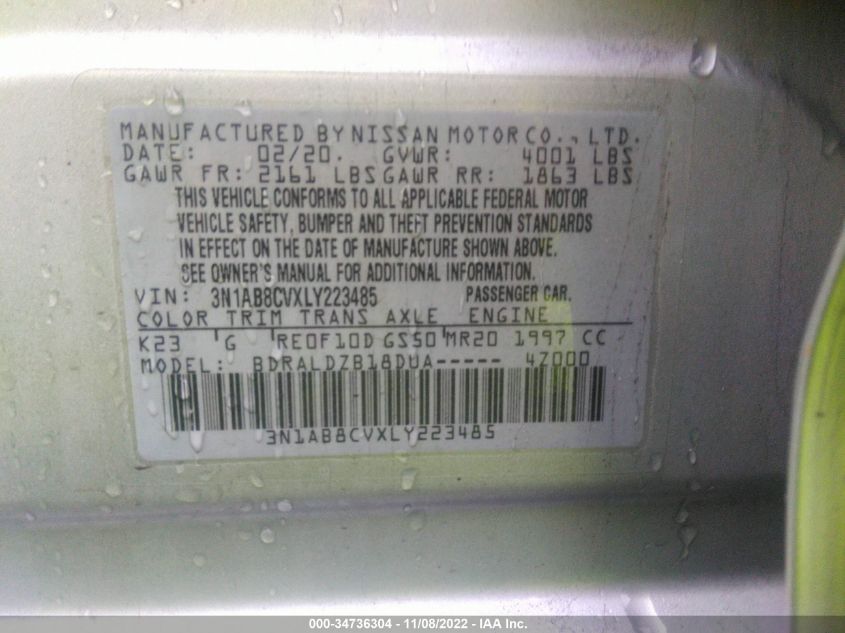 MANUFACTURED BY NISSAN MOTOR CO., LTD.
DATE: 02/20. GVWR: 4001 LBS
GAWR FR: 2161 LBS GAWR RR: 1863 LBS
THIS VEHICLE CONFORMS TO ALL APPLICABLE FEDERAL MOTOR
VEHICLE SAFETY, BUMPER AND THEFT PREVENTION STANDARDS
IN EFFECT ON THE DATE OF MANUFACTURE SHOWN ABOVE.
SEE OWNER'S MANUAL FOR ADDITIONAL INFORMATION.
VIN: 3N1AB8CVXLY223485 PASSENGER CAR.
COLOR TRIM TRANS AXLE ENGINE
K23 G RE0F10D GS50 MR20 1997 CC
MODEL: BDRALDZB18DUA----- 4Z000
3N1AB8CVXLY223485
000-34736304 - 11/08/2022 - IAA Inc.